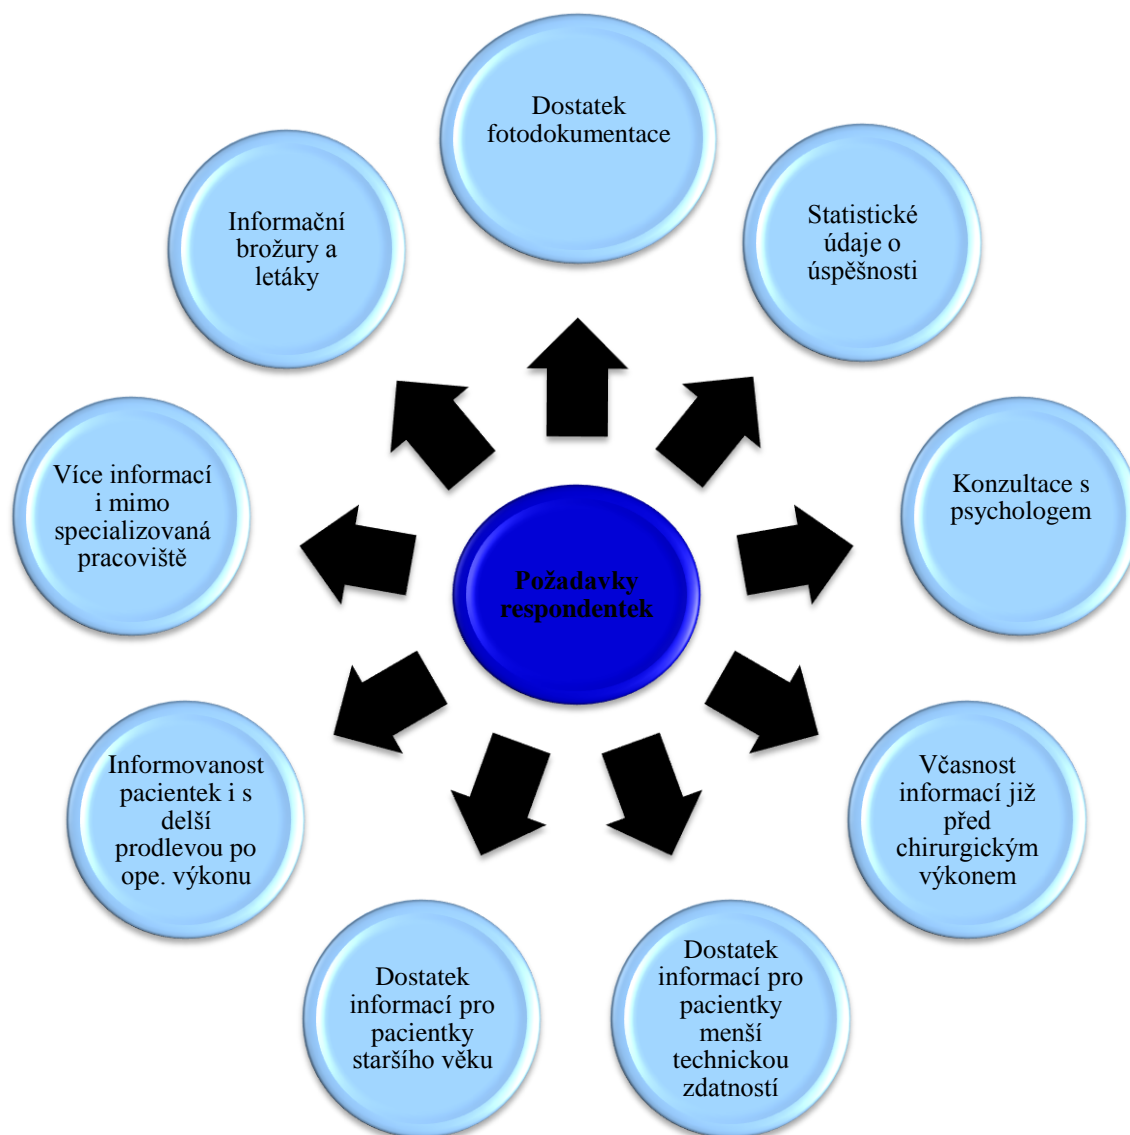 Dostatek
fotodokumentace
Statistické
údaje o
úspěšnosti
Konzultace s
psychologem
Včasnost
informací již
před
chirurgickým
výkonem
Dostatek
informací pro
pacientky
menší
technickou
zdatností
Dostatek
informací pro
pacientky
staršího věku
Informovanost
pacientek i s
delší
prodlevou po
ope. výkonu
Více informací
i mimo
specializovaná
pracoviště
Informační
brožury a
letáky
Požadavky
respondentek